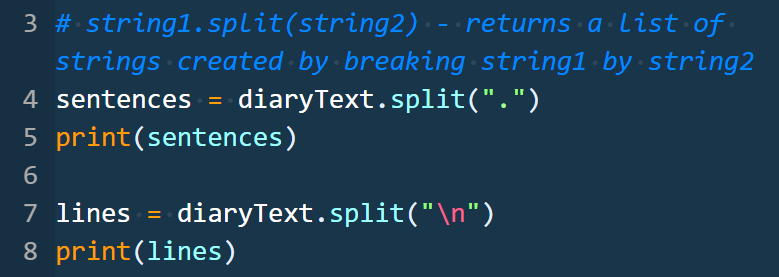 3 # string1.split(string2) - returns a list of
strings created by breaking string1 by string2
4 sentences = diaryText.split(".")
5 print(sentences)
6
7 lines = diaryText.split("\n")
8 print(lines)